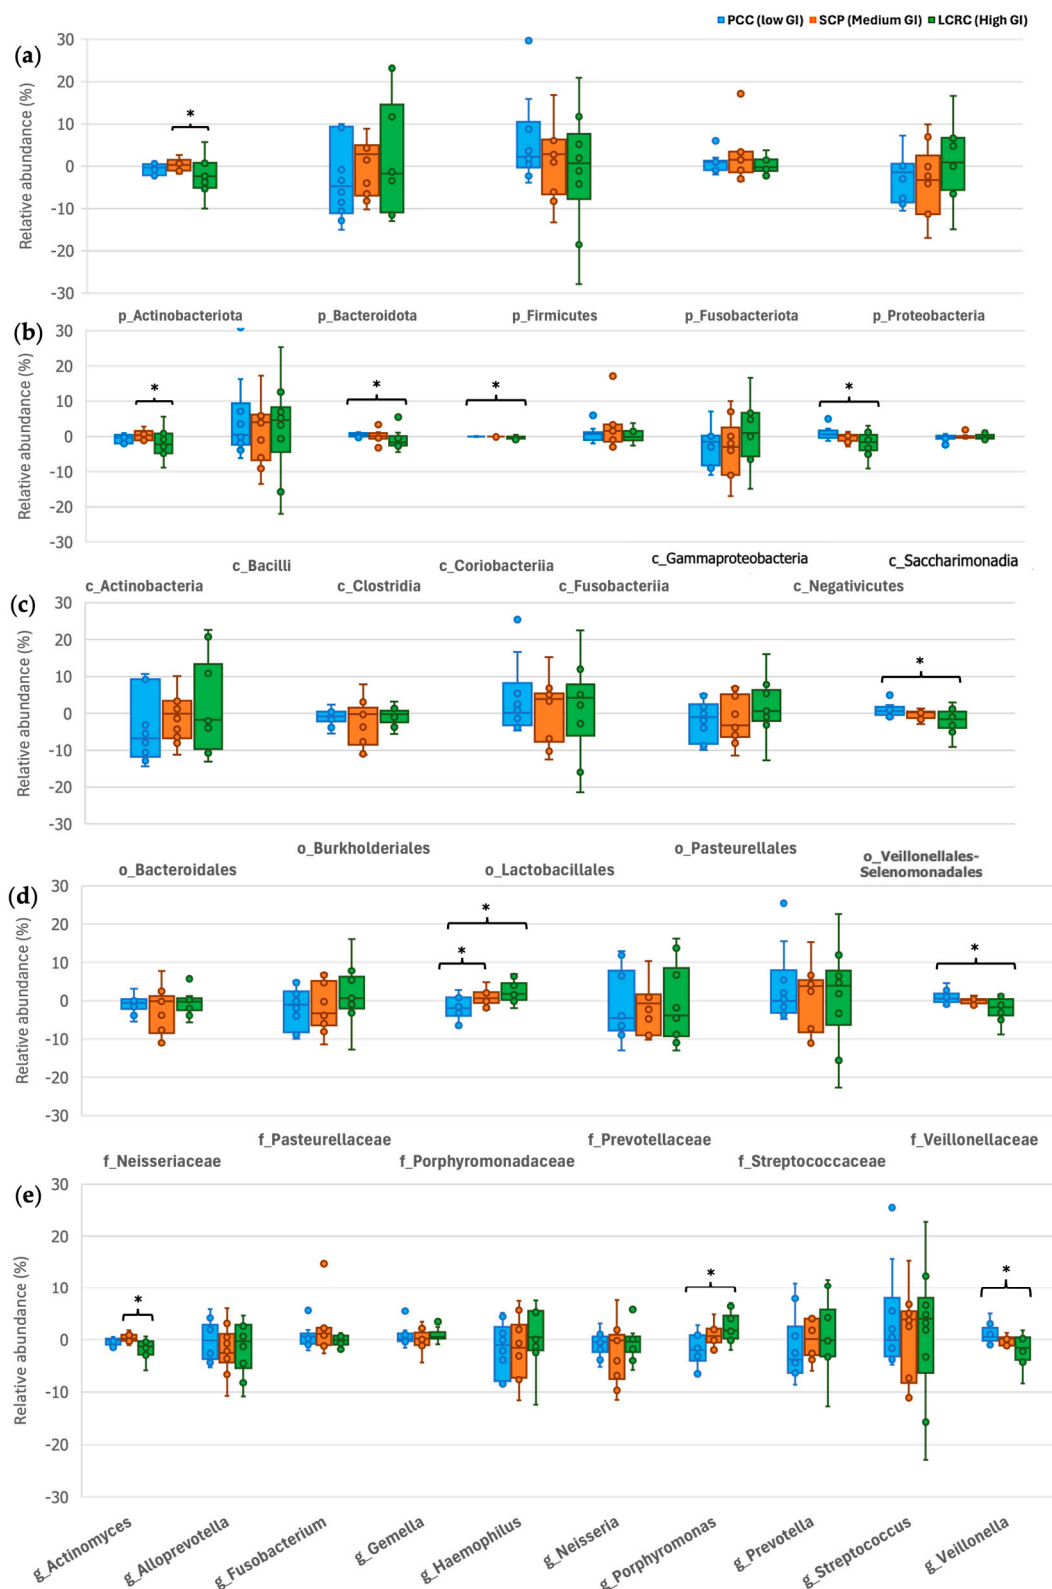 PCC (low GI) SCP (Medium GI) LCRC (High GI)
(a)
Relative abundance (%)
30
20
10
0
-10
-20
-30
*
p_Actinobacteriota p_Bacteroidota p_Firmicutes p_Fusobacteriota p_Proteobacteria
(b)
Relative abundance (%)
30
20
10
0
-10
-20
-30
* * * *
c_Bacilli c_Coriobacteriia c_Gammaproteobacteria c_Saccharimonadia
c_Actinobacteria c_Clostridia c_Fusobacteriia c_Negativicutes
(c)
Relative abundance (%)
30
20
10
0
-10
-20
-30
*
o_Burkholderiales o_Pasteurellales o_Veillonellales-
o_Bacteroidales o_Lactobacillales Selenomonadales
(d)
Relative abundance (%)
30
20
10
0
-10
-20
-30
* * *
f_Pasteurellaceae f_Prevotellaceae f_Veillonellaceae
f_Neisseriaceae f_Porphyromonadaceae f_Streptococcaceae
(e)
Relative abundance (%)
30
20
10
0
-10
-20
-30
* * *
g_Actinomyces g_Alloprevotella g_Fusobacterium g_Gemella g_Haemophilus g_Neisseria g_Porphyromonas g_Prevotella g_Streptococcus g_Veillonella